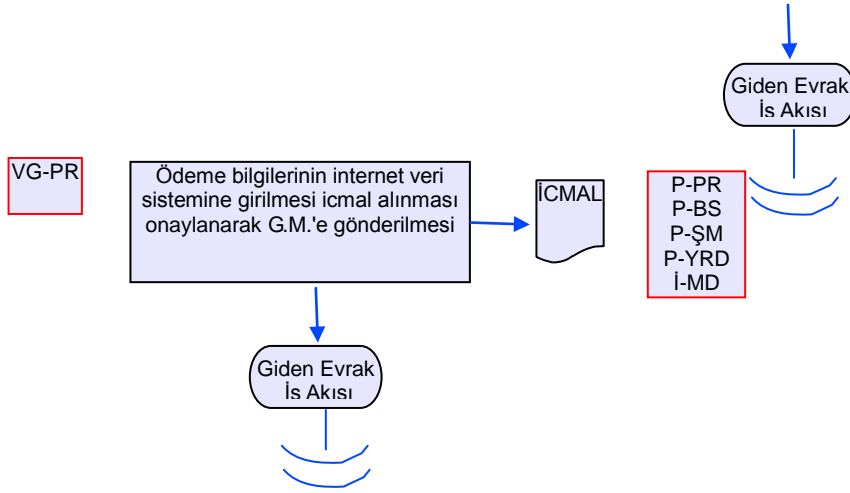 Giden Evrak
İs Akısı
VG-PR
Ödeme bilgilerinin internet veri
sistemine girilmesi icmal alınması
onaylanarak G.M.'e gönderilmesi
İCMAL
P-PR
P-BS
P-ŞM
P-YRD
İ-MD
Giden Evrak
İs Akısı